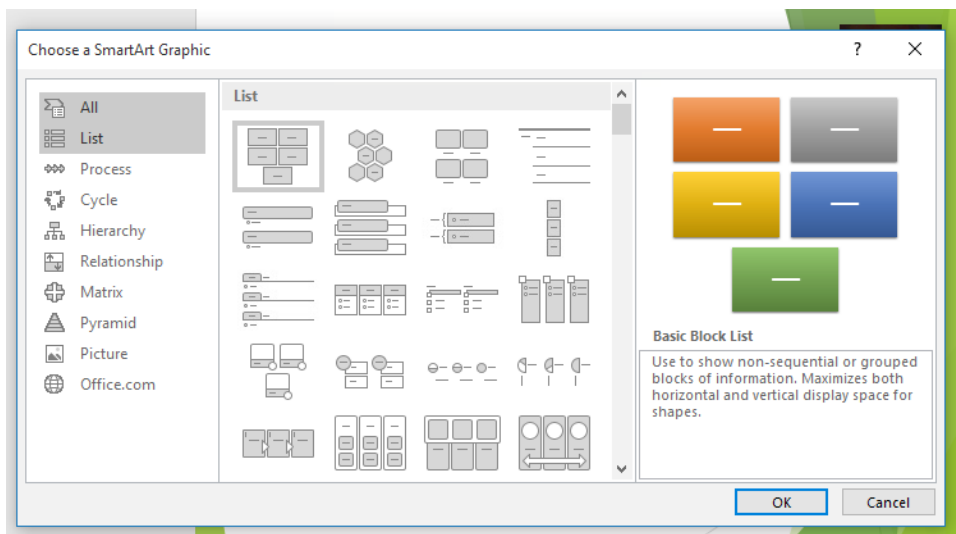 Choose a SmartArt Graphic
?
All
List
Process
Cycle
Hierarchy
Relationship
Matrix
Pyramid
Picture
Office.com
List
Basic Block List
Use to show non-sequential or grouped
blocks of information. Maximizes both
horizontal and vertical display space for
shapes.
OK
Cancel